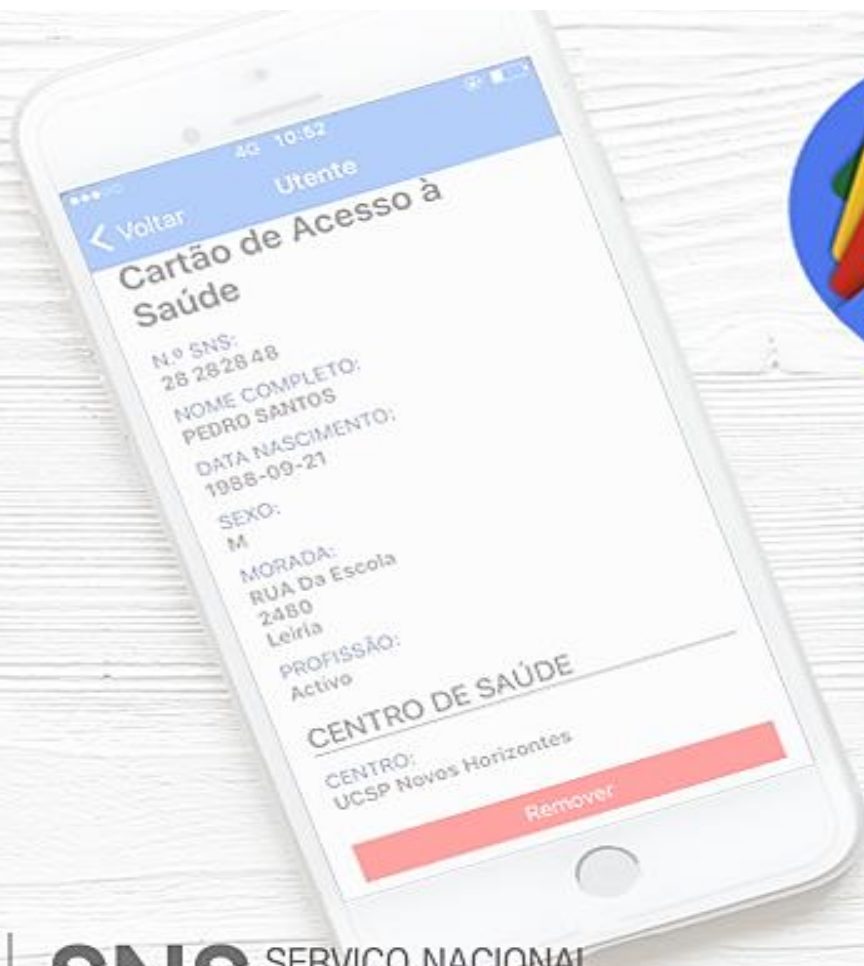 4G 10:52
Voltar
Utente
Cartão de Acesso à
Saúde
N.º SNS:
28 282848
NOME COMPLETO:
PEDRO SANTOS
DATA NASCIMENTO:
1988-09-21
SEXO:
M
MORADA:
RUA Da Escola
2480
Leiria
PROFISSÃO:
Activo
CENTRO DE SAÚDE
CENTRO:
UCSP Novos Horizontes
Remover
SNS SERVIÇO NACIONAL